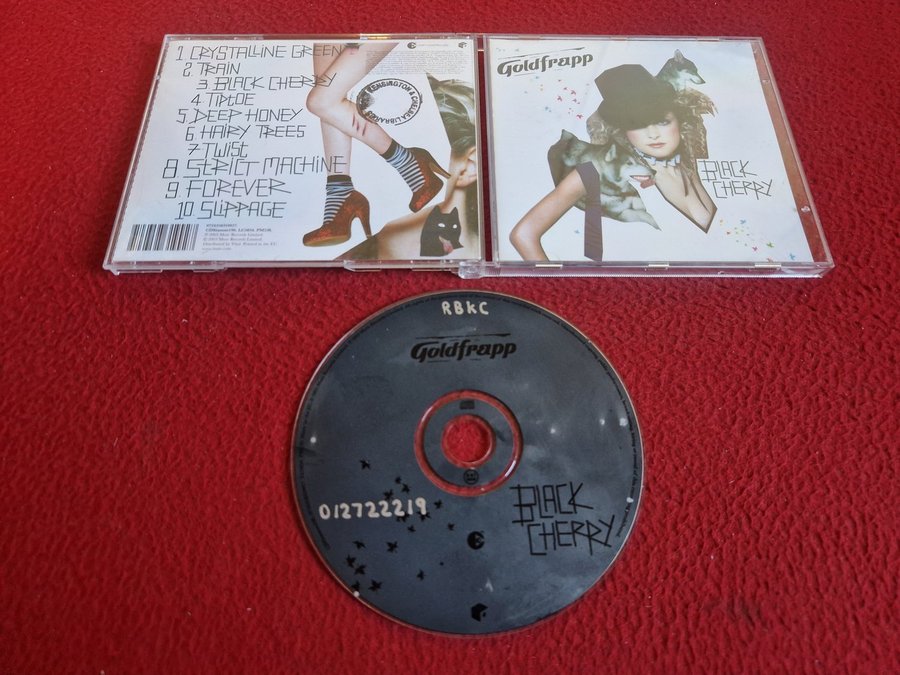 1 CRYSTALLINE GREEN
2. TRAIN
3. BLACK CHERRY
4. TIPTOE
5. DEEP HONEY
6. HAIRY TREES
7. TWIST
8. STRICT MACHINE
9. FOREVER
10. SLIPPAGE
KENSINGTON & CHELSEA LIBRARIES
Goldfrapp
BLACK
CHERRY
RBKC
Goldfrapp
012722219
BLACK
CHERRY